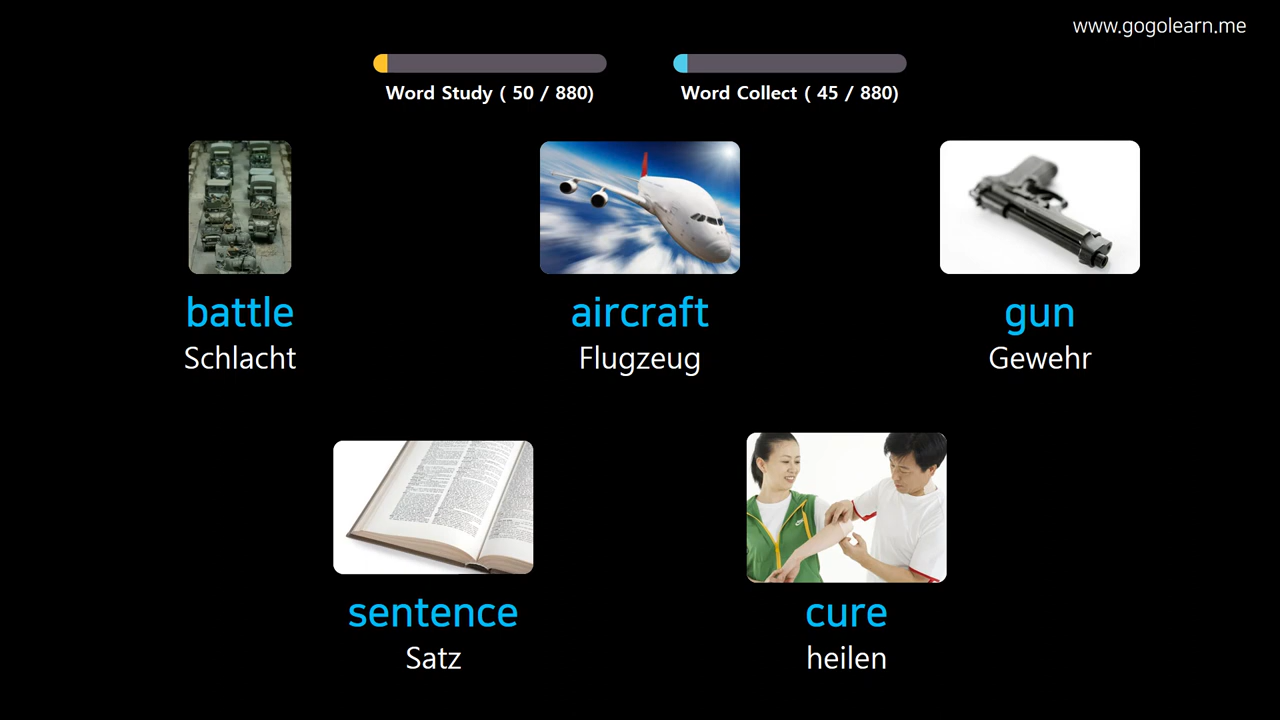 www.gogolearn.me
Word Study ( 50 / 880)
Word Collect ( 45 / 880)
battle
Schlacht
aircraft
Flugzeug
gun
Gewehr
sentence
Satz
cure
heilen